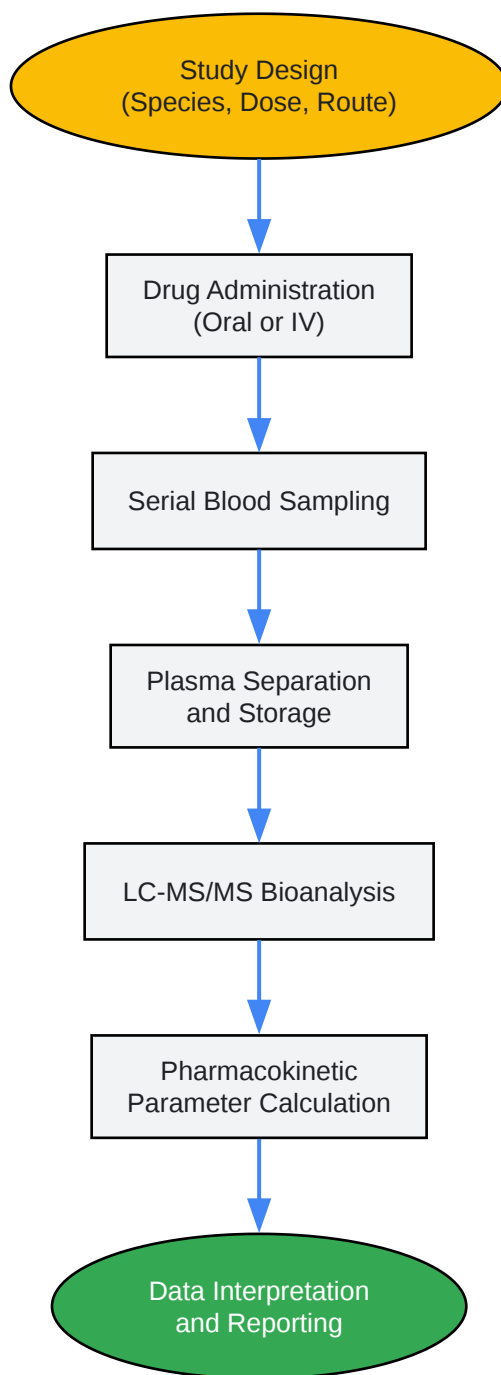 Study Design
(Species, Dose, Route)
Drug Administration
(Oral or IV)
Serial Blood Sampling
Plasma Separation
and Storage
LC-MS/MS Bioanalysis
Pharmacokinetic
Parameter Calculation
Data Interpretation
and Reporting